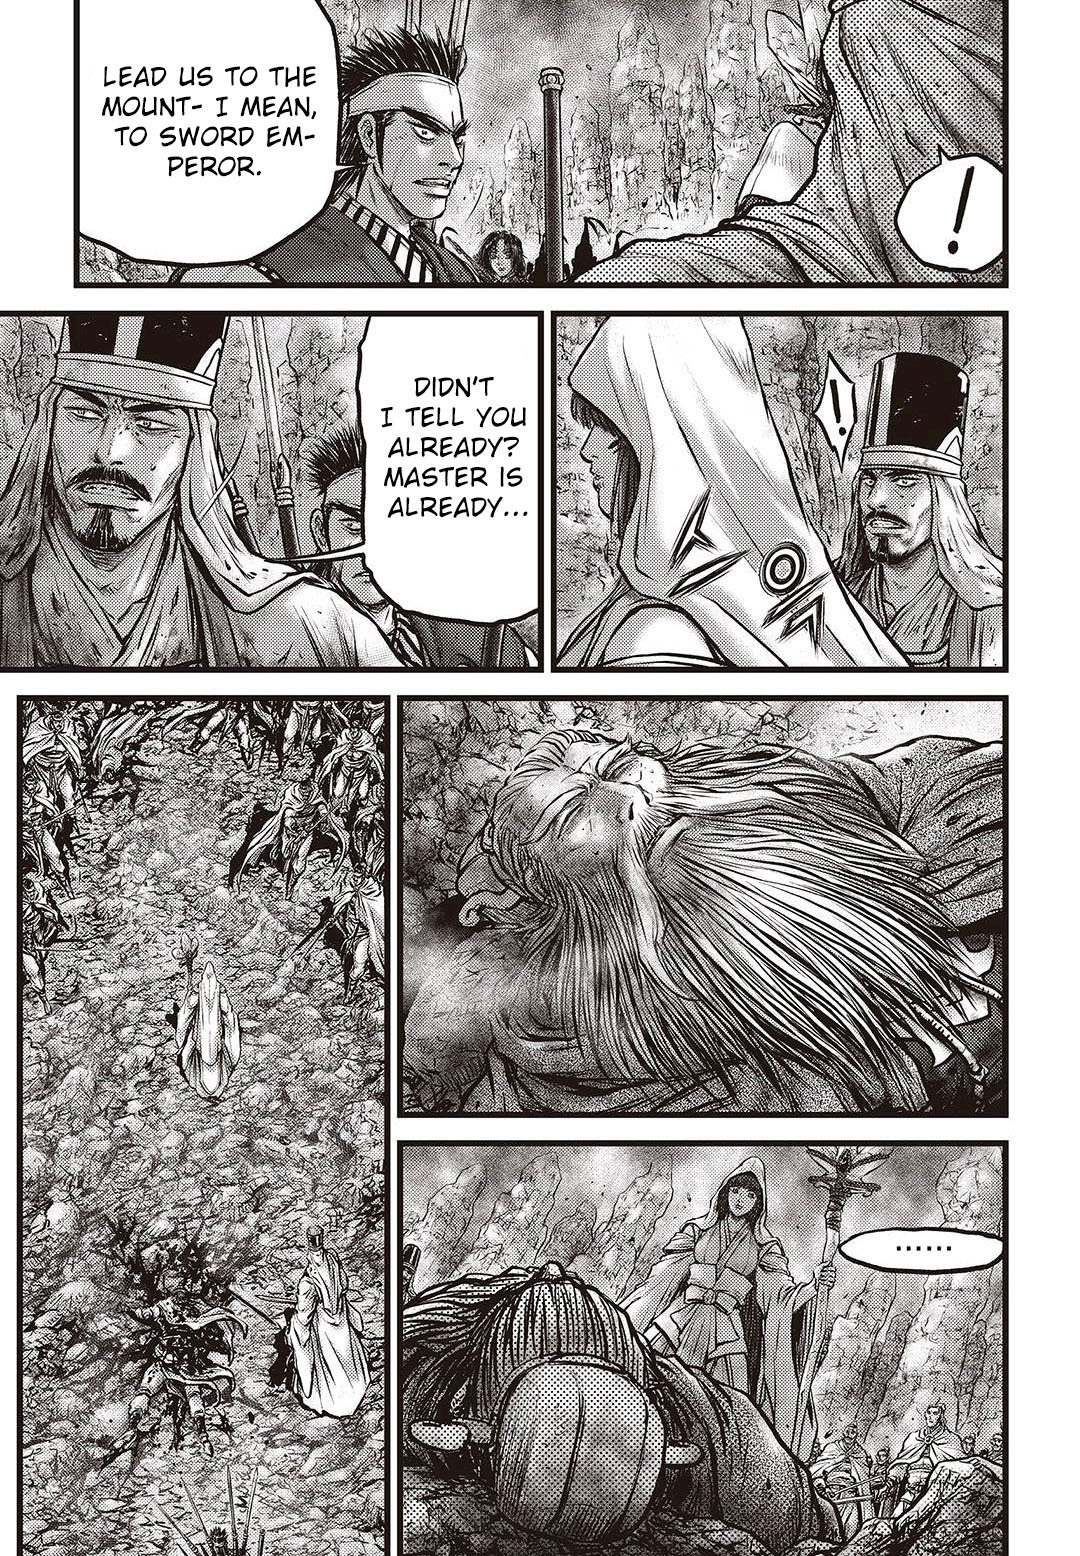 LEAD US TO THE
MOUNT- I MEAN,
TO SWORD EM-
PEROR.
!
!
DIDN'T
I TELL YOU
ALREADY?
MASTER IS
ALREADY...
......